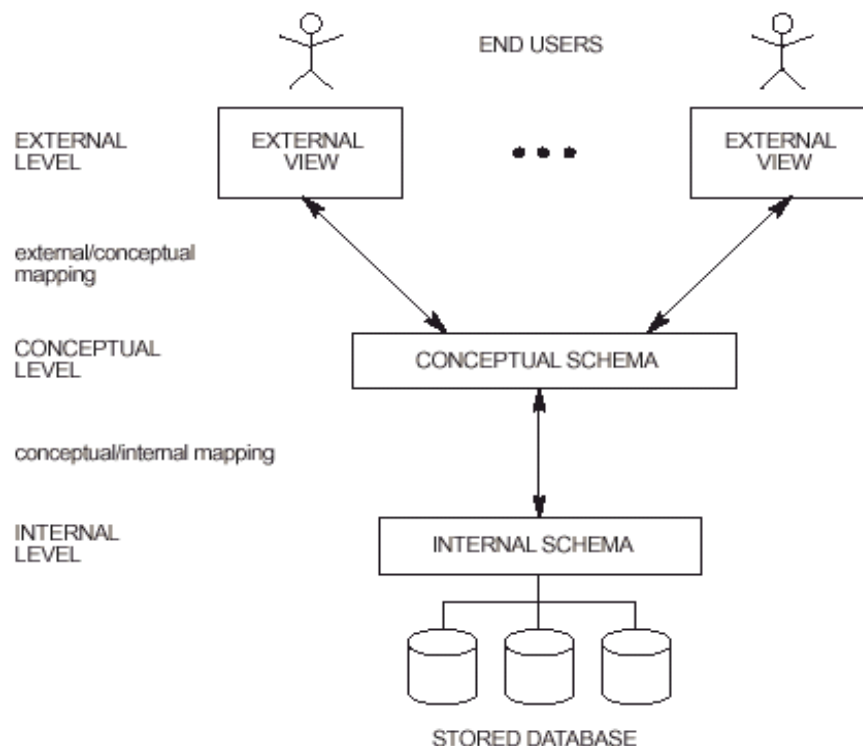 END USERS
EXTERNAL
LEVEL
EXTERNAL
VIEW
EXTERNAL
VIEW
external/conceptual
mapping
CONCEPTUAL
LEVEL
CONCEPTUAL SCHEMA
conceptual/internal mapping
INTERNAL
LEVEL
INTERNAL SCHEMA
STORED DATABASE